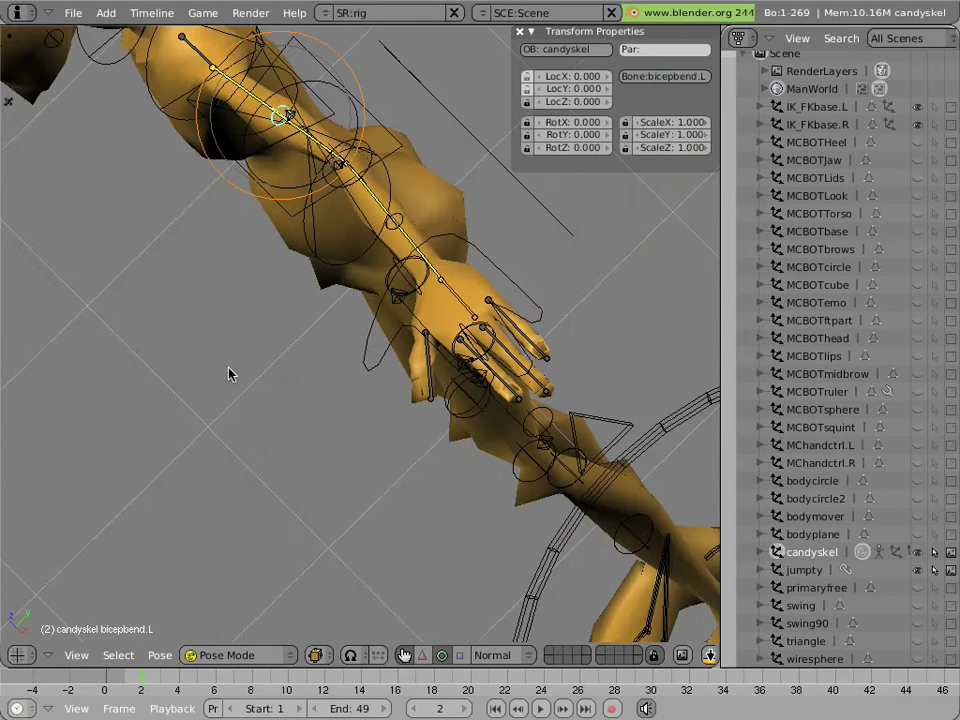 File Add Timeline Game Render Help SR:rig SCE:Scene www.blender.org 244 Bo:1-269 | Mem:10.16M candyskel
Transform Properties
OB: candyskel Par:
LocX: 0.000 Bone:bicepbend.L
LocY: 0.000
LocZ: 0.000
RotX: 0.000 ScaleX: 1.000
RotY: 0.000 ScaleY: 1.000
RotZ: 0.000 ScaleZ: 1.000
View Search All Scenes
Scene
RenderLayers
ManWorld
IK_FKbase.L
IK_FKbase.R
MCBOTHeel
MCBOTJaw
MCBOTLids
MCBOTLook
MCBOTTorso
MCBOTbase
MCBOTbrows
MCBOTcircle
MCBOTcube
MCBOTemo
MCBOTftpart
MCBOThead
MCBOTlips
MCBOTmidbrow
MCBOTruler
MCBOTsphere
MCBOTsquint
MChandctrl.L
MChandctrl.R
bodycircle
bodycircle2
bodymover
bodyplane
candyskel
jumpty
primaryfree
swing
swing90
triangle
wiresphere
(2) candyskel bicepbend.L
View Select Pose Pose Mode Normal
-4 -2 0 2 4 6 8 10 12 14 16 18 20 22 24 26 28 30 32 34 36 38 40 42 44 46
View Frame Playback Pr Start: 1 End: 49 2